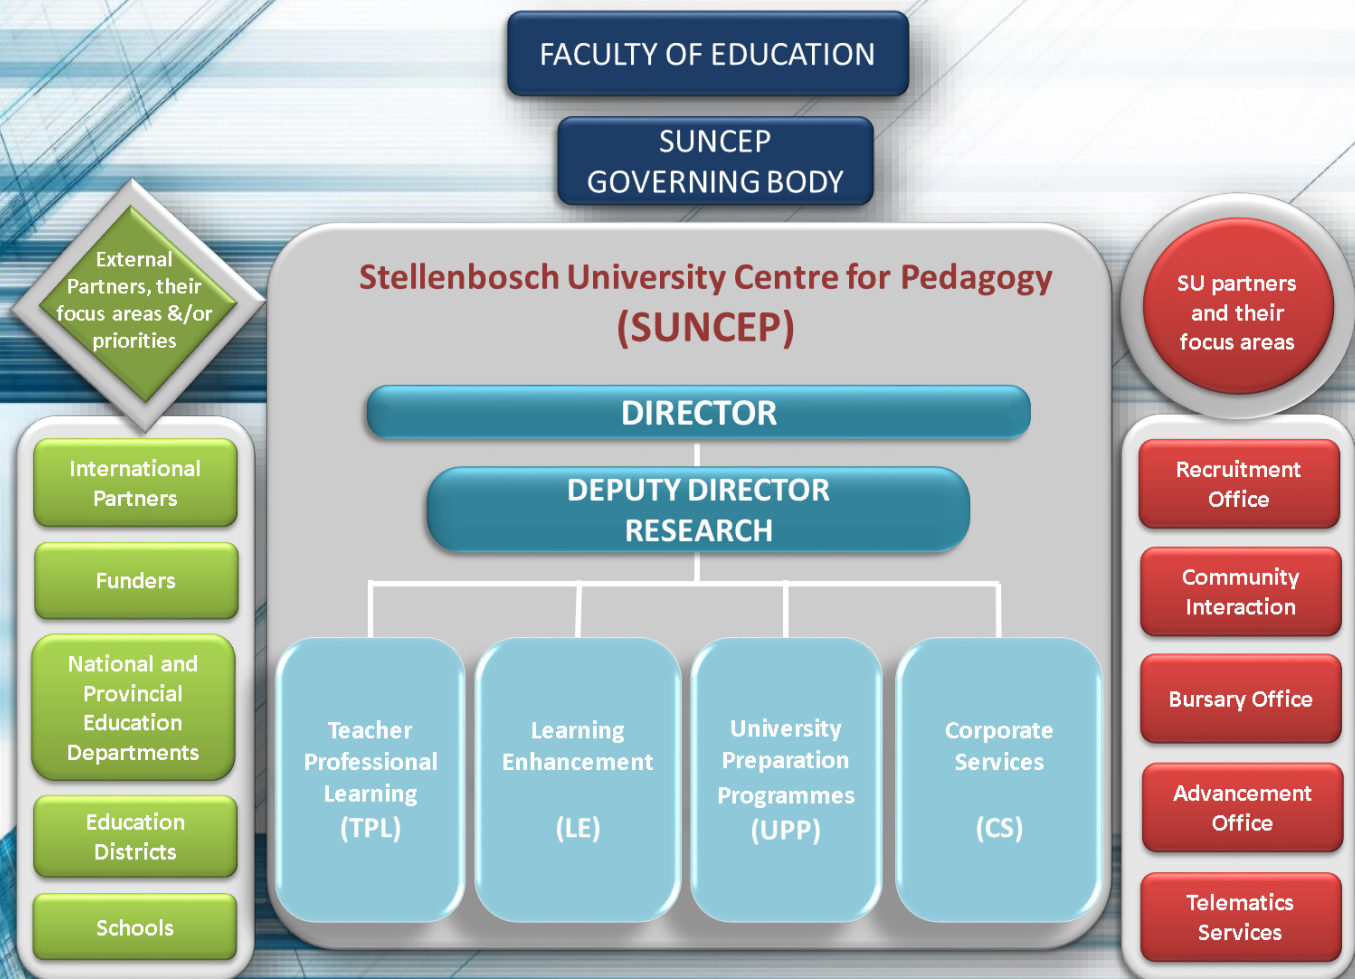 FACULTY OF EDUCATION
SUNCEP
GOVERNING BODY
External
Partners, their
focus areas &/or
priorities
International
Partners
Funders
National and
Provincial
Education
Departments
Education
Districts
Schools
Stellenbosch University Centre for Pedagogy
(SUNCEP)
DIRECTOR
DEPUTY DIRECTOR
RESEARCH
Teacher
Professional
Learning
(TPL)
Learning
Enhancement
(LE)
University
Preparation
Programmes
(UPP)
Corporate
Services
(CS)
SU partners
and their
focus areas
Recruitment
Office
Community
Interaction
Bursary Office
Advancement
Office
Telematics
Services